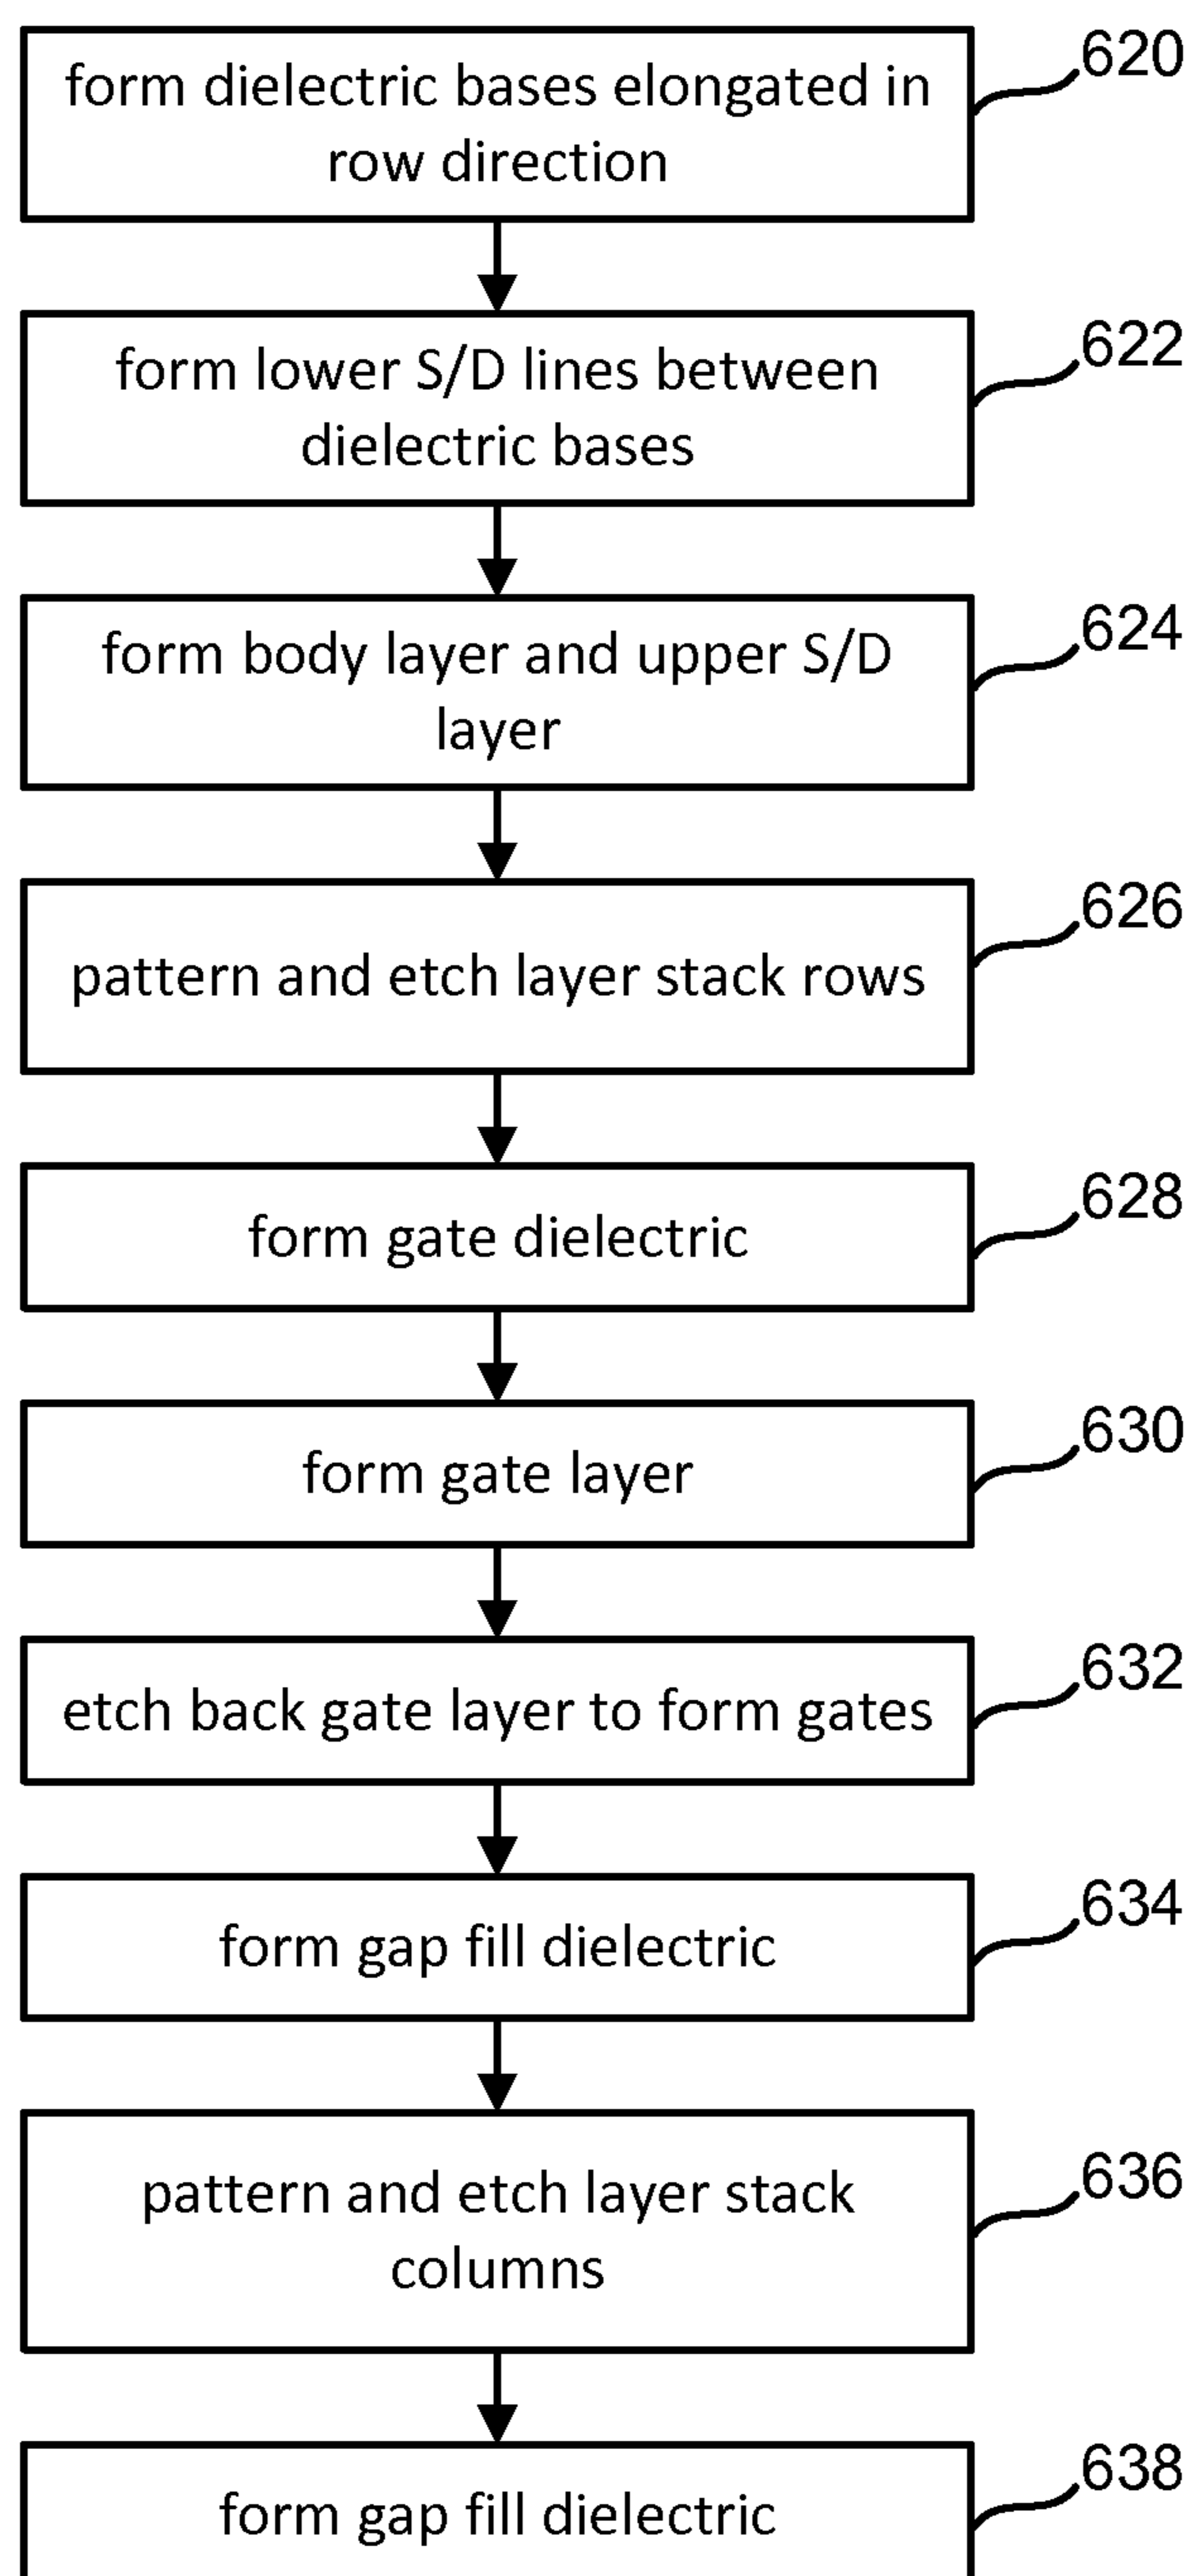 form dielectric bases elongated in
row direction
620
form lower S/D lines between
dielectric bases
622
form body layer and upper S/D
layer
624
pattern and etch layer stack rows
626
form gate dielectric
628
form gate layer
630
etch back gate layer to form gates
632
form gap fill dielectric
634
pattern and etch layer stack
columns
636
form gap fill dielectric
638